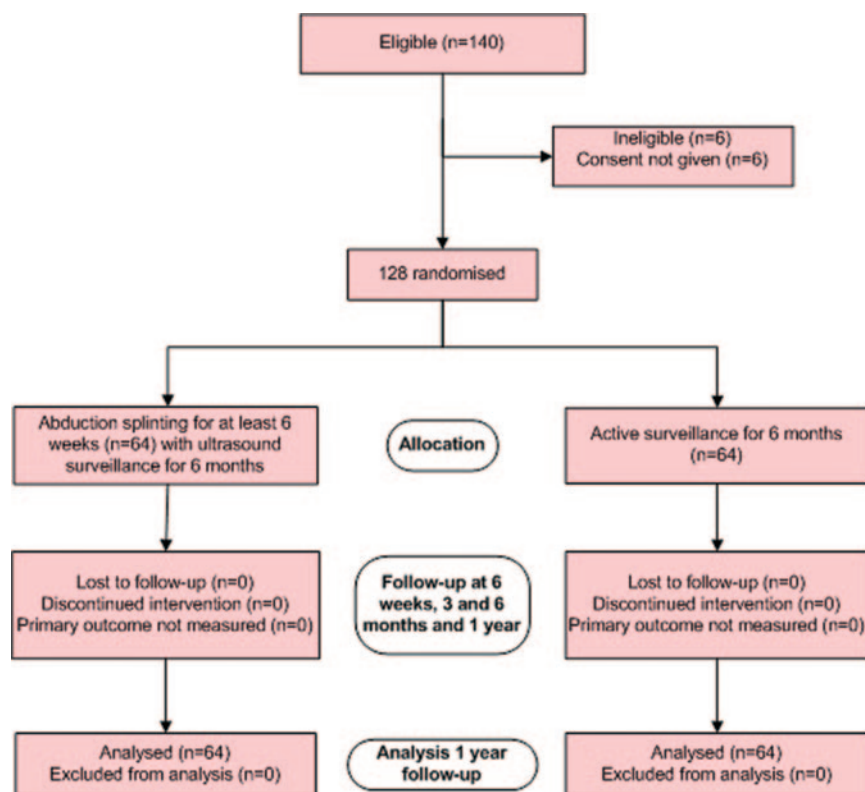 Eligible (n=140)
Ineligible (n=6)
Consent not given (n=6)
128 randomised
Abduction splinting for at least 6
weeks (n=64) with ultrasound
surveillance for 6 months
Allocation
Active surveillance for 6 months
(n=64)
Lost to follow-up (n=0)
Discontinued intervention (n=0)
Primary outcome not measured (n=0)
Follow-up at 6
weeks, 3 and 6
months and 1 year
Lost to follow-up (n=0)
Discontinued intervention (n=0)
Primary outcome not measured (n=0)
Analysed (n=64)
Excluded from analysis (n=0)
Analysis 1 year
follow-up
Analysed (n=64)
Excluded from analysis (n=0)